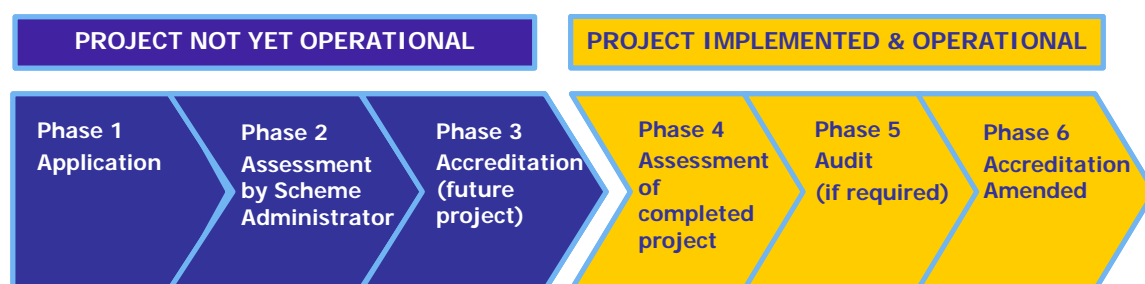 PROJECT NOT YET OPERATIONAL
PROJECT IMPLEMENTED & OPERATIONAL
Phase 1
Application
Phase 2
Assessment
by Scheme
Administrator
Phase 3
Accreditation
(future
project)
Phase 4
Assessment
of
completed
project
Phase 5
Audit
(if required)
Phase 6
Accreditation
Amended